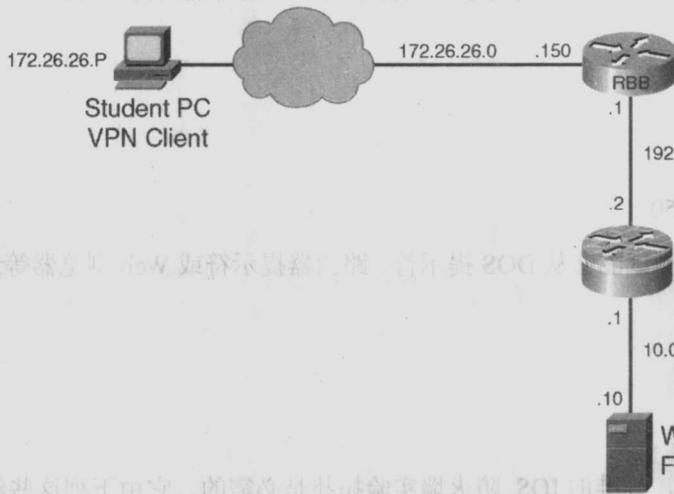 172.26.26.P
172.26.26.0
.150
RBB
Student PC
VPN Client
.1
192
.2
.1
10.0
.10
W
F